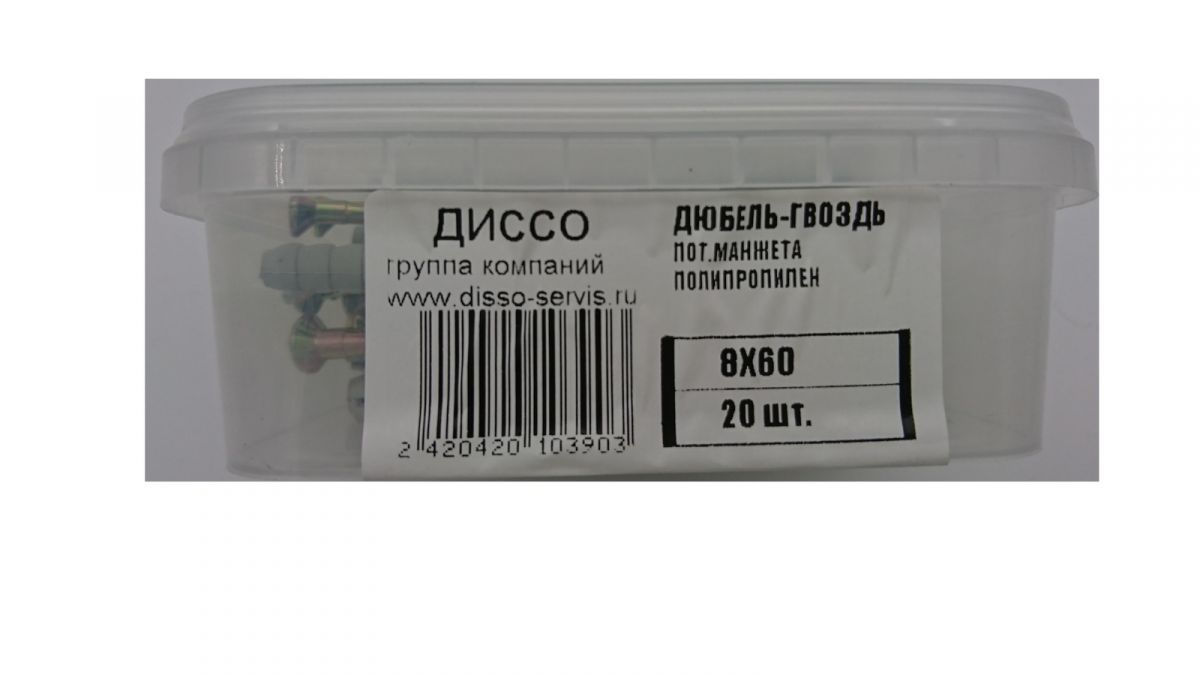 ДИССО
группа компаний
www.disso-servis.ru
2 420420 103903
ДЮБЕЛЬ-ГВОЗДЬ
ПОТ.МАНЖЕТА
ПОЛИПРОПИЛЕН
8X60
20 шт.